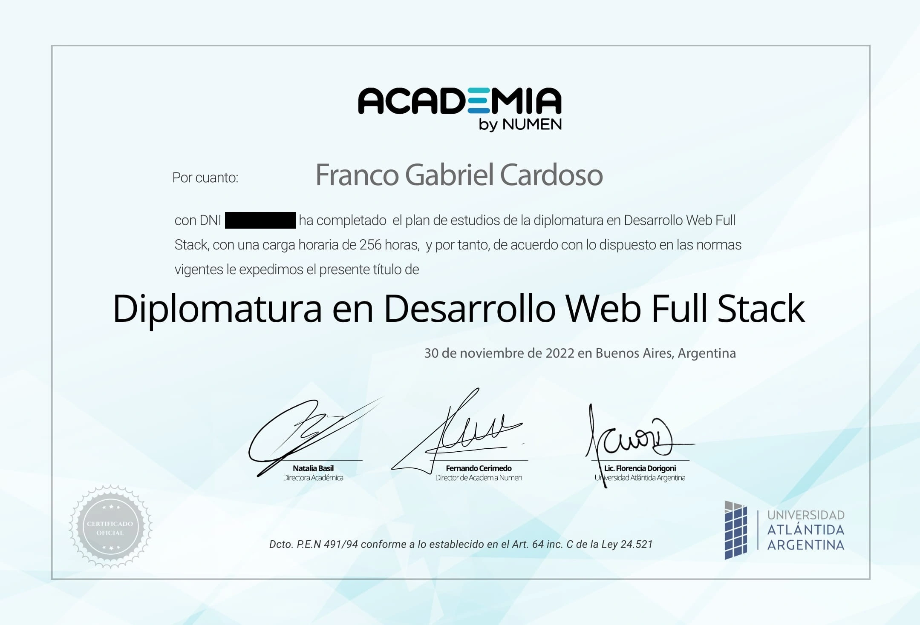 ACADEMIA
by NUMEN
Por cuanto: Franco Gabriel Cardoso
con DNI ha completado el plan de estudios de la diplomatura en Desarrollo Web Full
Stack, con una carga horaria de 256 horas, y por tanto, de acuerdo con lo dispuesto en las normas
vigentes le expedimos el presente título de
Diplomatura en Desarrollo Web Full Stack
30 de noviembre de 2022 en Buenos Aires, Argentina
Natalia Basil
Directora Académica
Fernando Cerimedo
Director de Academia Numen
Lic. Florencia Dorigoni
Universidad Atlántida Argentina
CERTIFICADO
OFICIAL
Dcto. P.E.N 491/94 conforme a lo establecido en el Art. 64 inc. C de la Ley 24.521
UNIVERSIDAD
ATLÁNTIDA
ARGENTINA